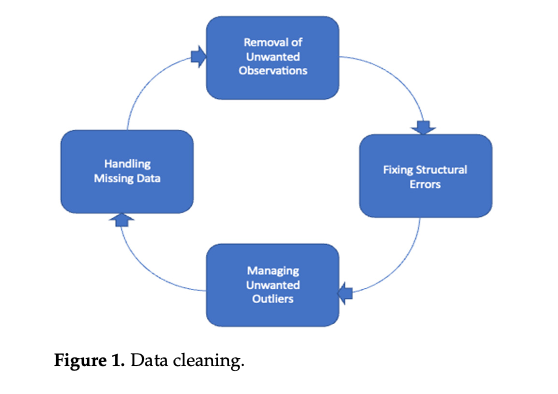 Removal of
Unwanted
Observations
Handling
Missing Data
Fixing Structural
Errors
Managing
Unwanted
Outliers
Figure 1. Data cleaning.